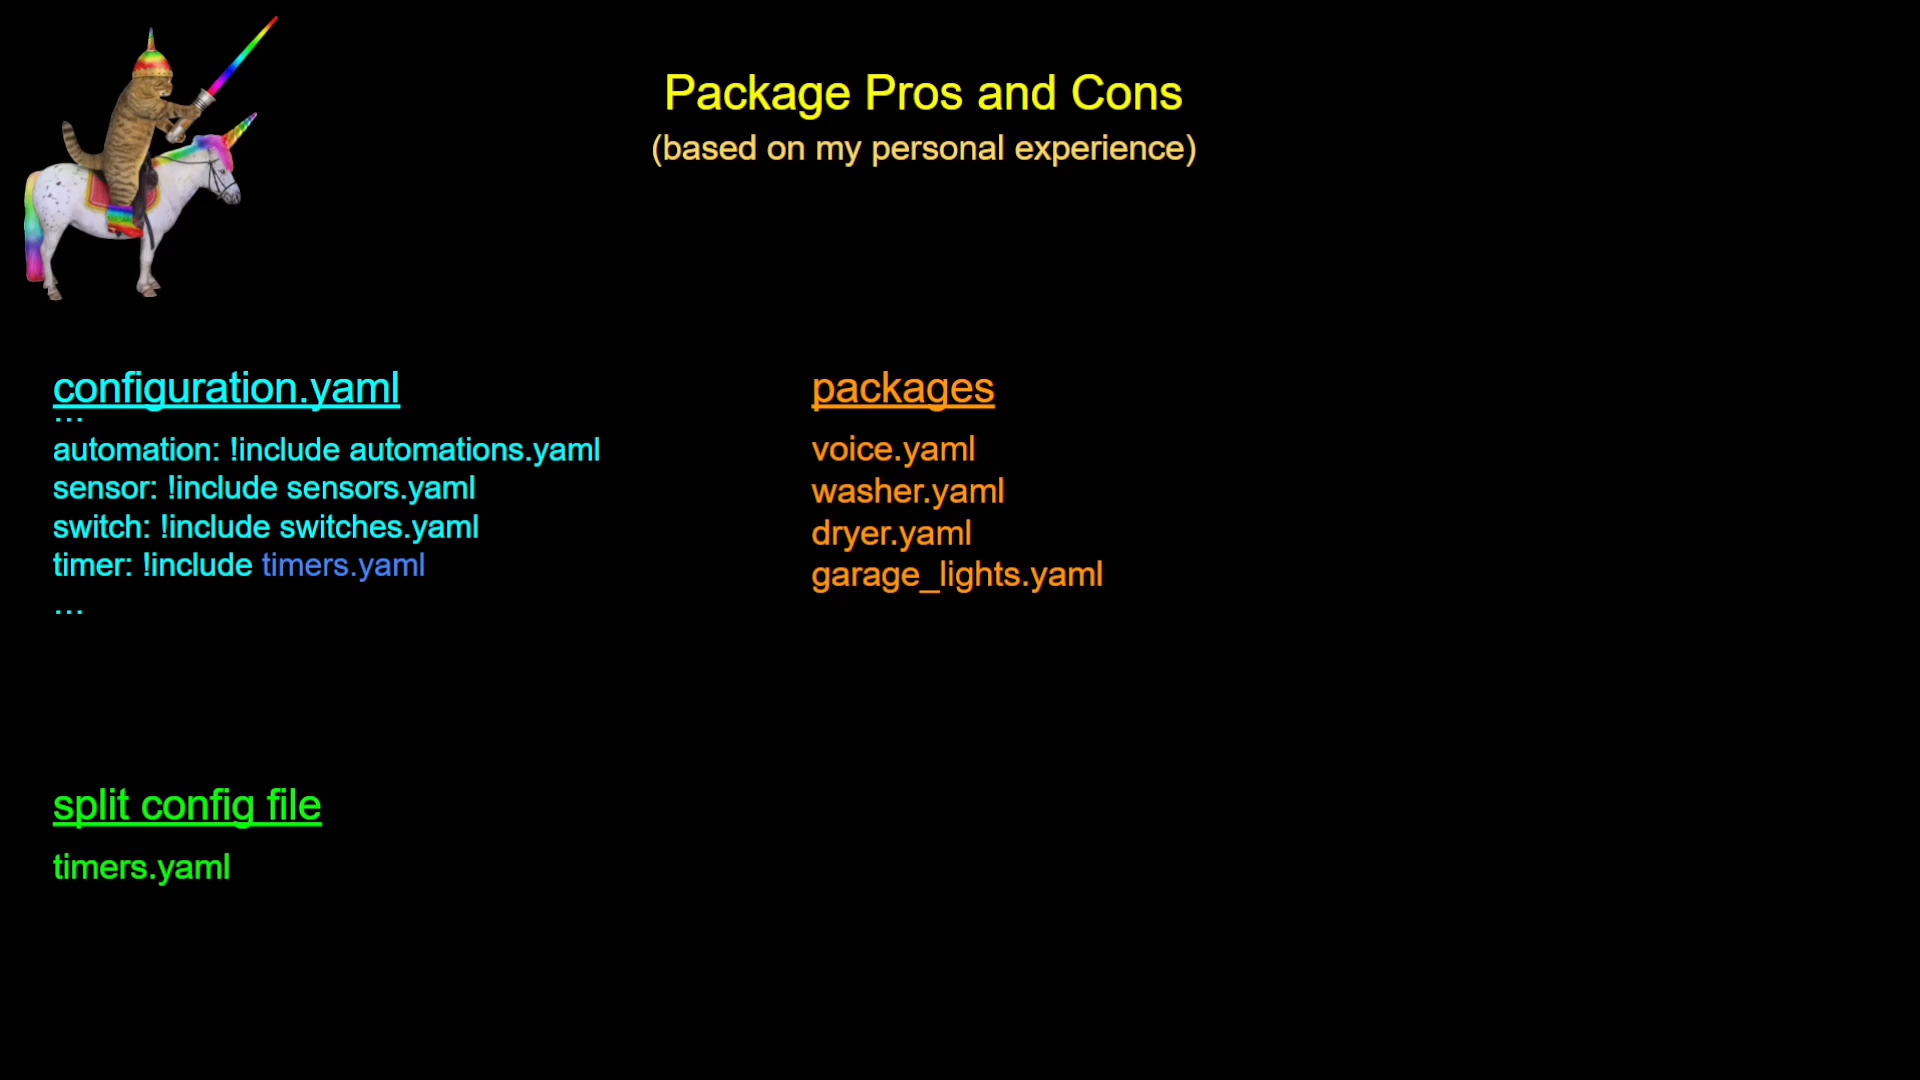 Package Pros and Cons
(based on my personal experience)
configuration.yaml
...
automation: !include automations.yaml
sensor: !include sensors.yaml
switch: !include switches.yaml
timer: !include timers.yaml
...
packages
voice.yaml
washer.yaml
dryer.yaml
garage_lights.yaml
split config file
timers.yaml